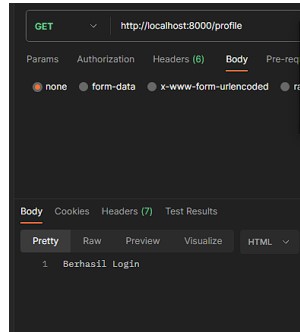 GET http://localhost:8000/profile
Params Authorization Headers (6) Body Pre-req
none form-data x-www-form-urlencoded
Body Cookies Headers (7) Test Results
Pretty Raw Preview Visualize HTML
1 Berhasil Login